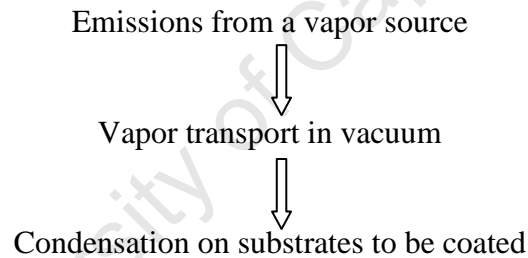 Emissions from a vapor source
Vapor transport in vacuum
Condensation on substrates to be coated